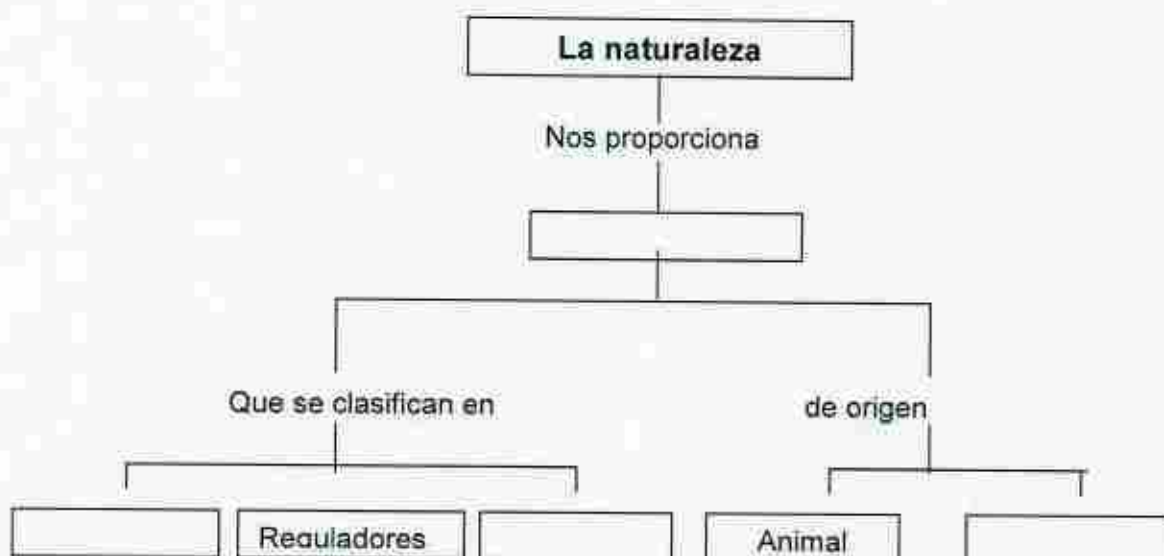 La naturaleza
Nos proporciona
Que se clasifican en
de origen
Reguladores
Animal